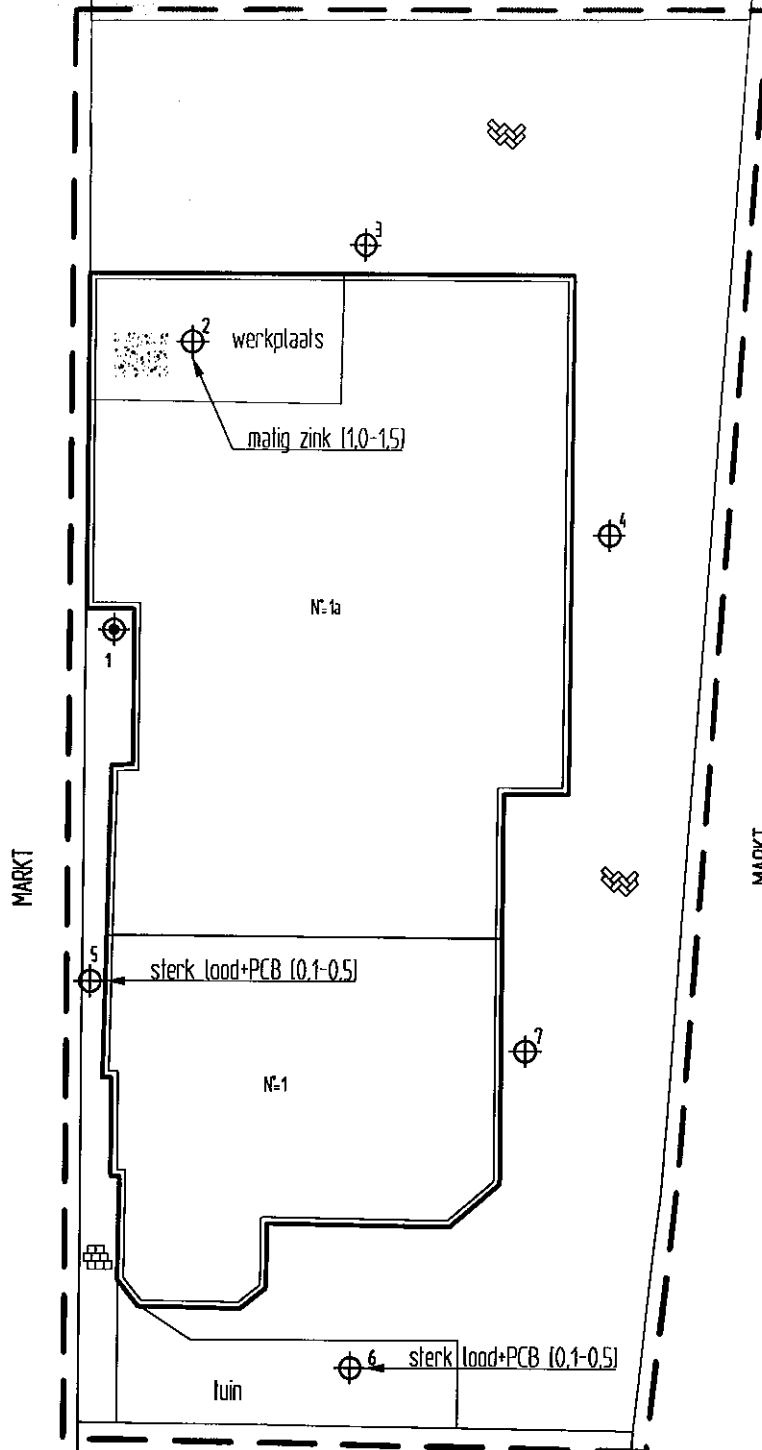 3
2
werkplaats
matig zink (1,0-1,5)
4
N°=1a
1
MARKT
MARKT
5
sterk lood+PCB (0,1-0,5)
7
N°=1
6
sterk lood+PCB (0,1-0,5)
tuin